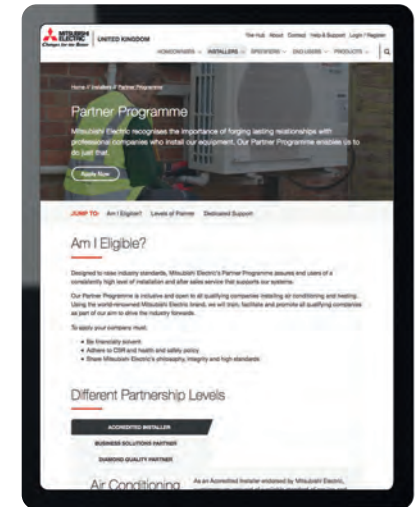 MITSUBISHI
ELECTRIC
Changes for the Better
UNITED KINGDOM
The Hub About Contact Help & Support Login / Register
HOMEOWNERS INSTALLERS SPECIFIERS END USERS PRODUCTS
Home // Installers // Partner Programme
Partner Programme
Mitsubishi Electric recognises the importance of forging lasting relationships with
professional companies who install our equipment. Our Partner Programme enables us to
do just that.
Apply Now
JUMP TO: Am I Eligible? Levels of Partner Dedicated Support
Am I Eligible?
Designed to raise industry standards, Mitsubishi Electric's Partner Programme assures end users of a
consistently high level of installation and after sales service that supports our systems.
Our Partner Programme is inclusive and open to all qualifying companies installing air conditioning and heating.
Using the world-renowned Mitsubishi Electric brand, we will train, facilitate and promote all qualifying companies
as part of our aim to drive the industry forwards.
To apply your company must:
• Be financially solvent
• Adhere to CSR and health and safety policy
• Share Mitsubishi Electric's philosophy, integrity and high standards
Different Partnership Levels
ACCREDITED INSTALLER
BUSINESS SOLUTIONS PARTNER
DIAMOND QUALITY PARTNER
Air Conditioning
As an Accredited Installer endorsed by Mitsubishi Electric,